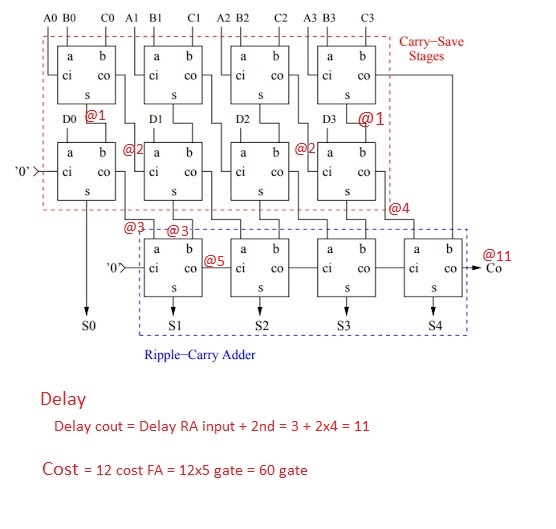 A0 B0 C0 A1 B1 C1 A2 B2 C2 A3 B3 C3
Carry-Save
Stages
a b a b a b a b
ci co ci co ci co ci co
s s s s
@1 @1
D0 D1 D2 D3
@2 @2
a b a b a b a b
'0' ci co ci co ci co ci co
s s s s
@4
@3 @3
a b a b a b a b
@11
'0' ci co @5 ci co ci co ci co Co
s s s s
S0 S1 S2 S3 S4
Ripple-Carry Adder
Delay
Delay cout = Delay RA input + 2nd = 3 + 2x4 = 11
Cost = 12 cost FA = 12x5 gate = 60 gate